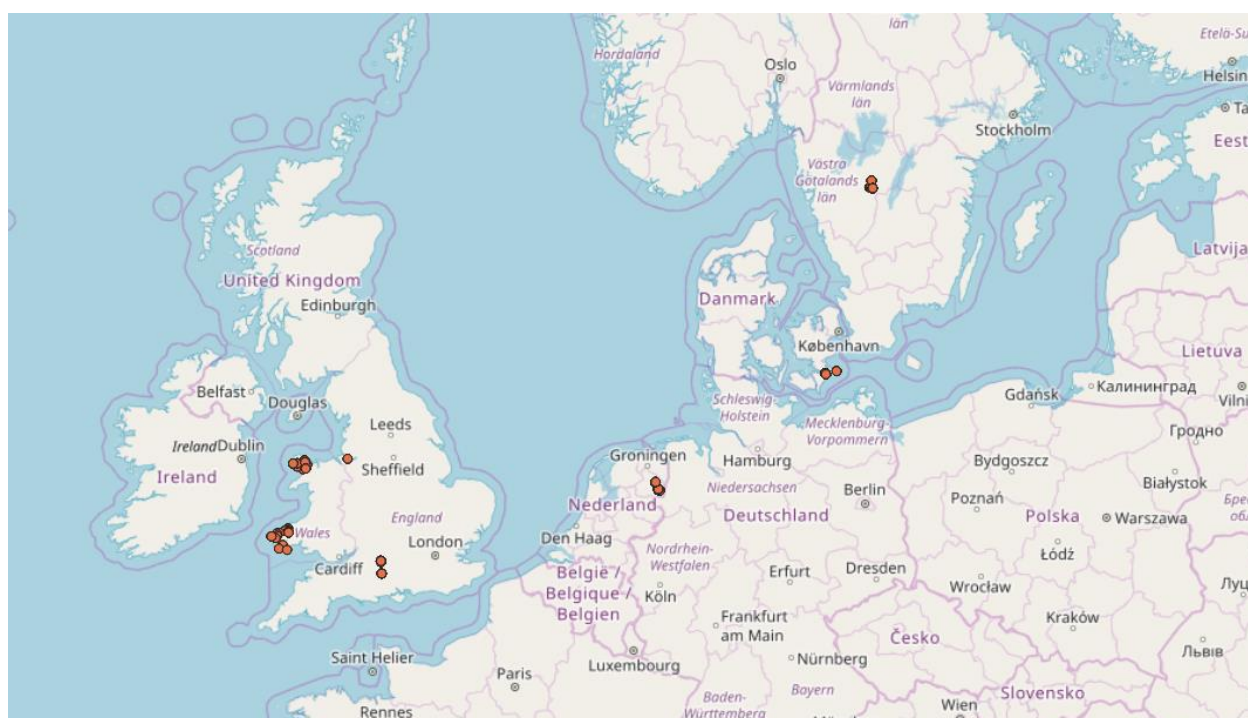 Hordaland
Oslo
Värmlands
län
län
Etelä-Su
Helsin
Stockholm
Västra
Götalands
län
Eest
Scotland
United Kingdom
Edinburgh
Danmark
København
Latvija
Lietuva
Belfast
Douglas
Leeds
Ireland
Dublin
Sheffield
Ireland
Wales
England
London
Cardiff
Schleswig-
Holstein
Mecklenburg-
Vorpommern
Gdańsk
Калининград
Vilni
Гродно
Groningen
Hamburg
Niedersachsen
Bydgoszcz
Białystok
Nederland
Berlin
Poznań
Polska
Warszawa
Deutschland
Den Haag
Nordrhein-
Westfalen
Łódź
België /
Belgique /
Belgien
Köln
Erfurt
Dresden
Wrocław
Frankfurt
am Main
Česko
Kraków
Львів
Saint Helier
Luxembourg
Nürnberg
Paris
Rennes
Baden-
Württemberg
Bayern
Slovensko
Wien